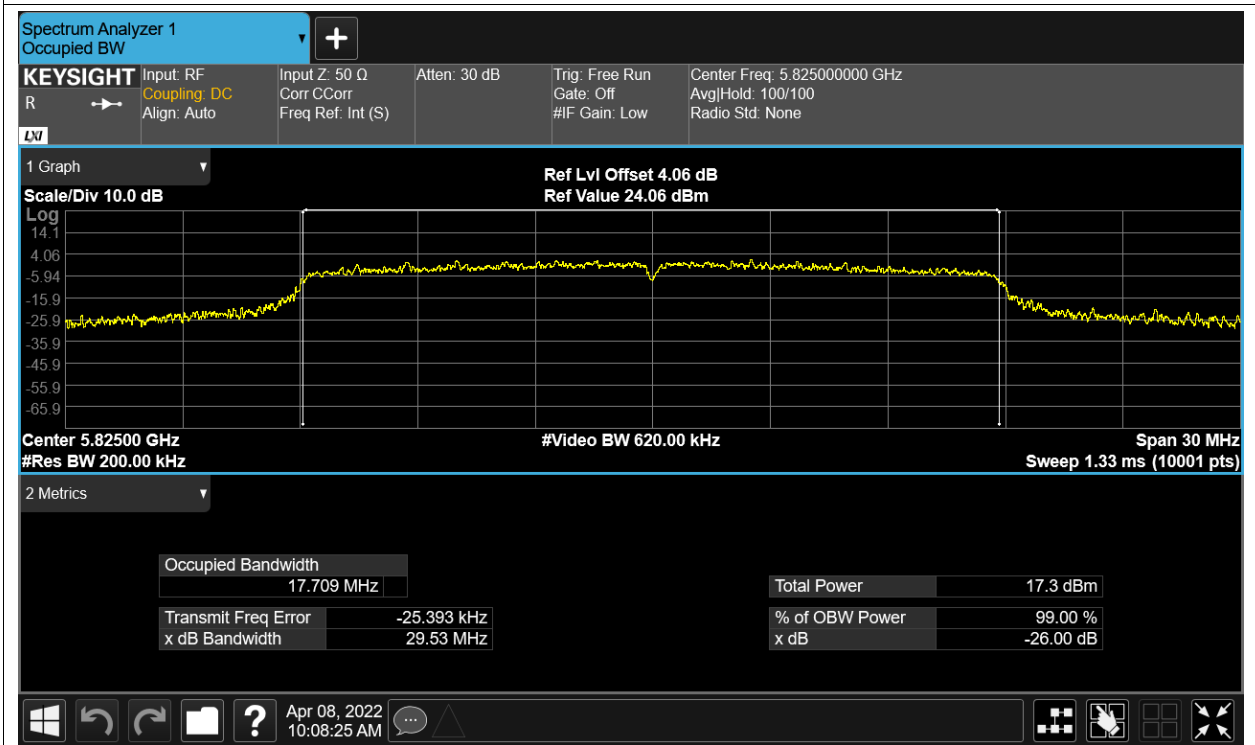 Spectrum Analyzer 1
Occupied BW
KEYSIGHT
R
LXI
Input: RF
Coupling: DC
Align: Auto
Input Z: 50 Ω
Corr CCorr
Freq Ref: Int (S)
Atten: 30 dB
Trig: Free Run
Gate: Off
#IF Gain: Low
Center Freq: 5.825000000 GHz
Avg|Hold: 100/100
Radio Std: None
1 Graph
Scale/Div 10.0 dB
Ref Lvl Offset 4.06 dB
Ref Value 24.06 dBm
Log
14.1
4.06
-5.94
-15.9
-25.9
-35.9
-45.9
-55.9
-65.9
Center 5.82500 GHz
#Video BW 620.00 kHz
Span 30 MHz
#Res BW 200.00 kHz
Sweep 1.33 ms (10001 pts)
2 Metrics
Occupied Bandwidth
17.709 MHz
Total Power 17.3 dBm
Transmit Freq Error -25.393 kHz
% of OBW Power 99.00 %
x dB Bandwidth 29.53 MHz
x dB -26.00 dB
?
Apr 08, 2022
10:08:25 AM